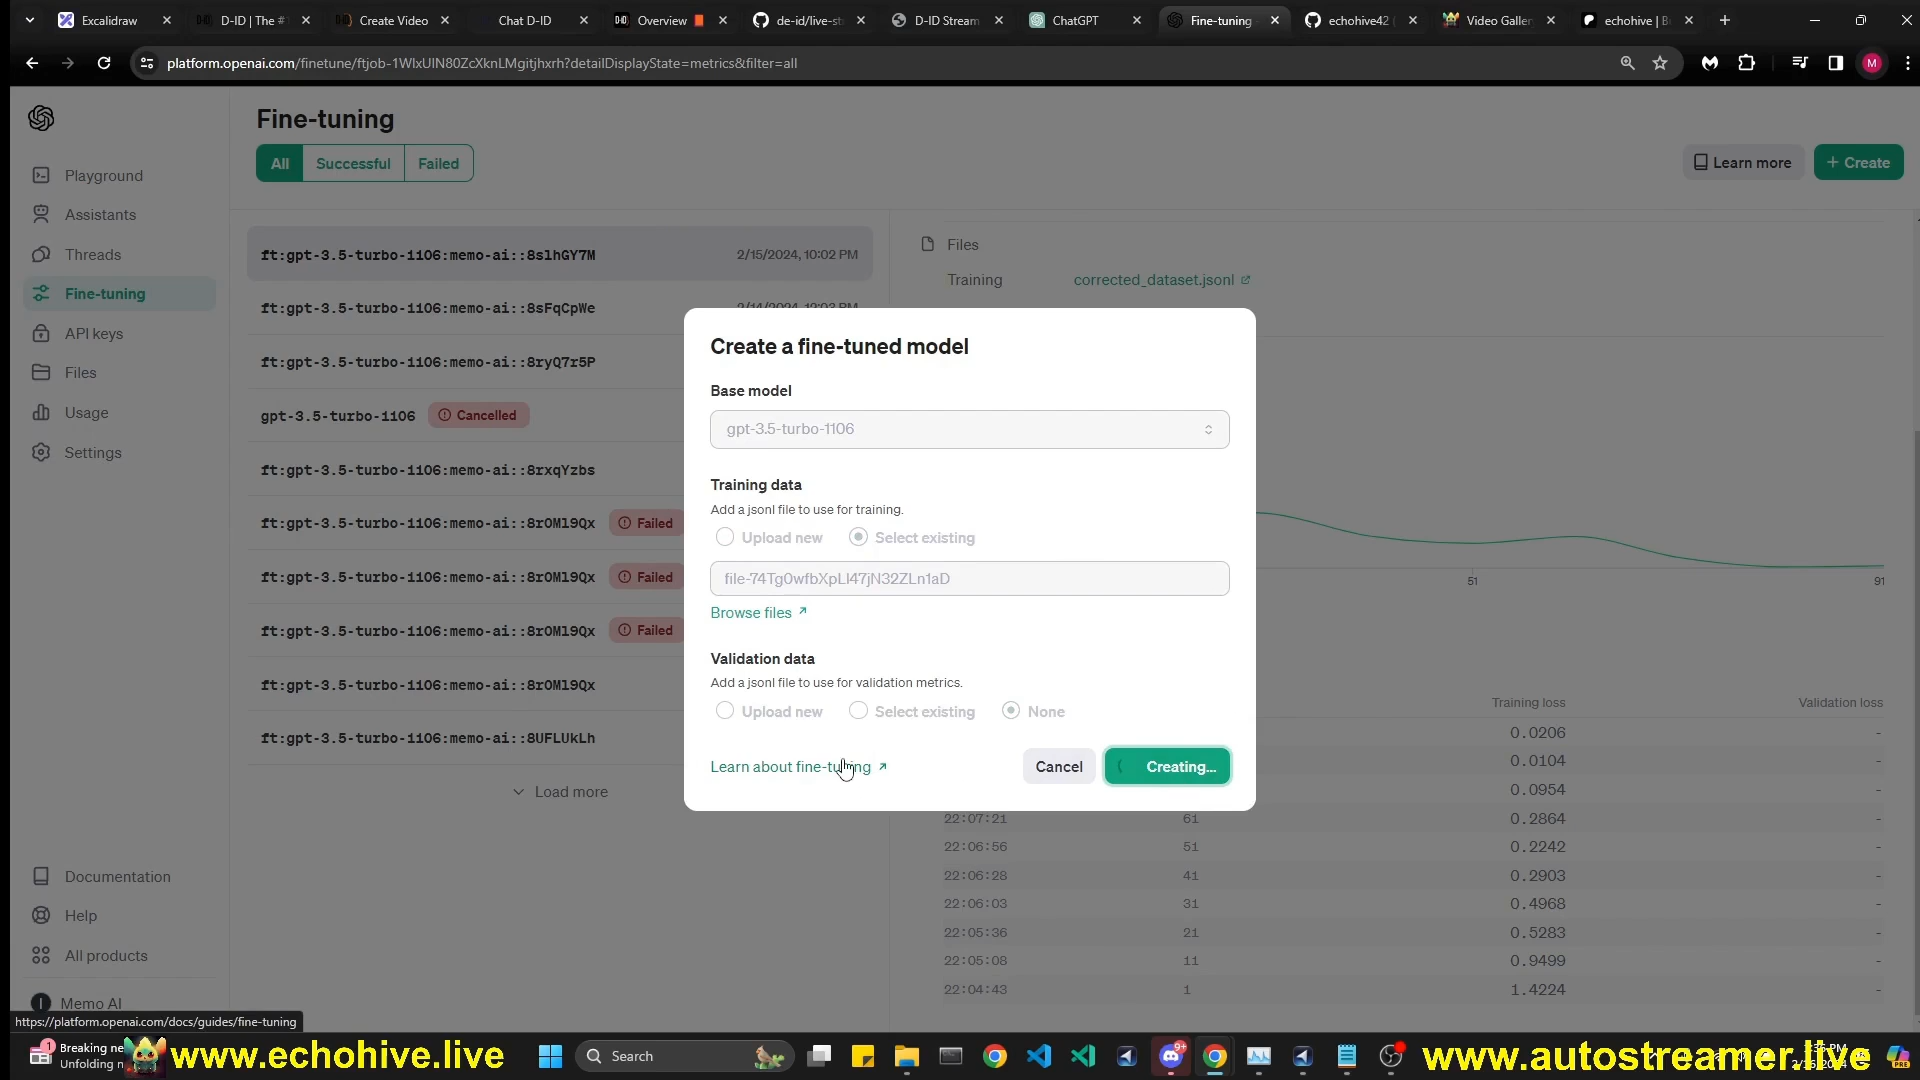 Excalidraw
D-ID | The #
Create Video
Chat D-ID
Overview
de-id/live-st
D-ID Stream
ChatGPT
Fine-tuning
echohive42
Video Galle
echohive | B
platform.openai.com/finetune/ftjob-1WlxUIN80ZcXknLMgitjhxrh?detailDisplayState=metrics&filter=all
M
Fine-tuning
All
Successful
Failed
Learn more
+ Create
Playground
Assistants
Threads
Fine-tuning
API keys
Files
Usage
Settings
Documentation
Help
All products
Memo AI
ft:gpt-3.5-turbo-1106:memo-ai::8slhGY7M
2/15/2024, 10:02 PM
ft:gpt-3.5-turbo-1106:memo-ai::8sFqCpWe
2/14/2024, 12:03 PM
ft:gpt-3.5-turbo-1106:memo-ai::8ryQ7r5P
gpt-3.5-turbo-1106
Cancelled
ft:gpt-3.5-turbo-1106:memo-ai::8rxqYzbs
ft:gpt-3.5-turbo-1106:memo-ai::8rOMl9Qx
Failed
ft:gpt-3.5-turbo-1106:memo-ai::8rOMl9Qx
Failed
ft:gpt-3.5-turbo-1106:memo-ai::8rOMl9Qx
Failed
ft:gpt-3.5-turbo-1106:memo-ai::8rOMl9Qx
ft:gpt-3.5-turbo-1106:memo-ai::8UFLUkLh
Load more
Files
Training
corrected_dataset.jsonl
Create a fine-tuned model
Base model
gpt-3.5-turbo-1106
Training data
Add a jsonl file to use for training.
Upload new
Select existing
file-74Tg0wfbXpLI47jN32ZLn1aD
Browse files
Validation data
Add a jsonl file to use for validation metrics.
Upload new
Select existing
None
Learn about fine-tuning
Cancel
Creating...
51
91
Training loss
Validation loss
0.0206
-
0.0104
-
0.0954
-
22:07:21
61
0.2864
-
22:06:56
51
0.2242
-
22:06:28
41
0.2903
-
22:06:03
31
0.4968
-
22:05:36
21
0.5283
-
22:05:08
11
0.9499
-
22:04:43
1
1.4224
-
https://platform.openai.com/docs/guides/fine-tuning
1
Breaking ne
Unfolding n
www.echohive.live
Search
9+
www.autostreamer.live
PRE